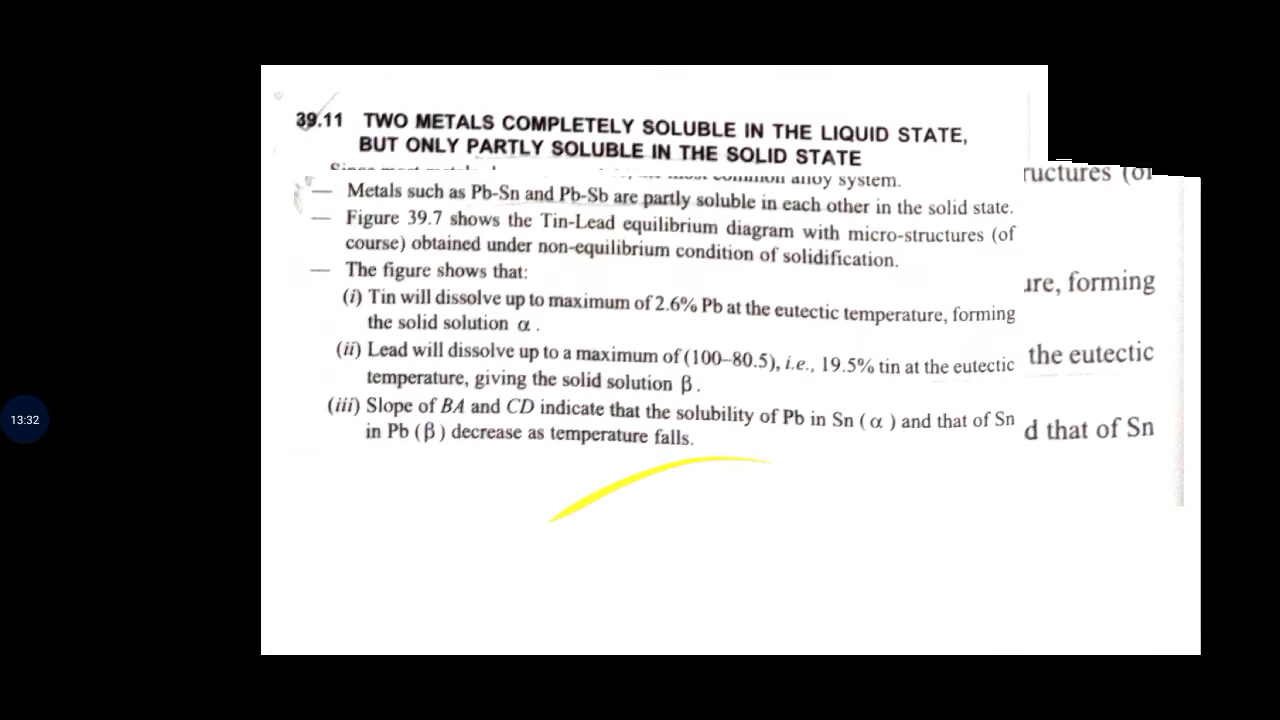 39.11 TWO METALS COMPLETELY SOLUBLE IN THE LIQUID STATE,
BUT ONLY PARTLY SOLUBLE IN THE SOLID STATE
Since most metals common alloy system.
ructures (of
— Metals such as Pb-Sn and Pb-Sb are partly soluble in each other in the solid state.
— Figure 39.7 shows the Tin-Lead equilibrium diagram with micro-structures (of
course) obtained under non-equilibrium condition of solidification.
— The figure shows that:
ure, forming
(i) Tin will dissolve up to maximum of 2.6% Pb at the eutectic temperature, forming
the solid solution α .
(ii) Lead will dissolve up to a maximum of (100–80.5), i.e., 19.5% tin at the eutectic
the eutectic
temperature, giving the solid solution β .
(iii) Slope of BA and CD indicate that the solubility of Pb in Sn ( α ) and that of Sn
d that of Sn
in Pb ( β ) decrease as temperature falls.
13:32